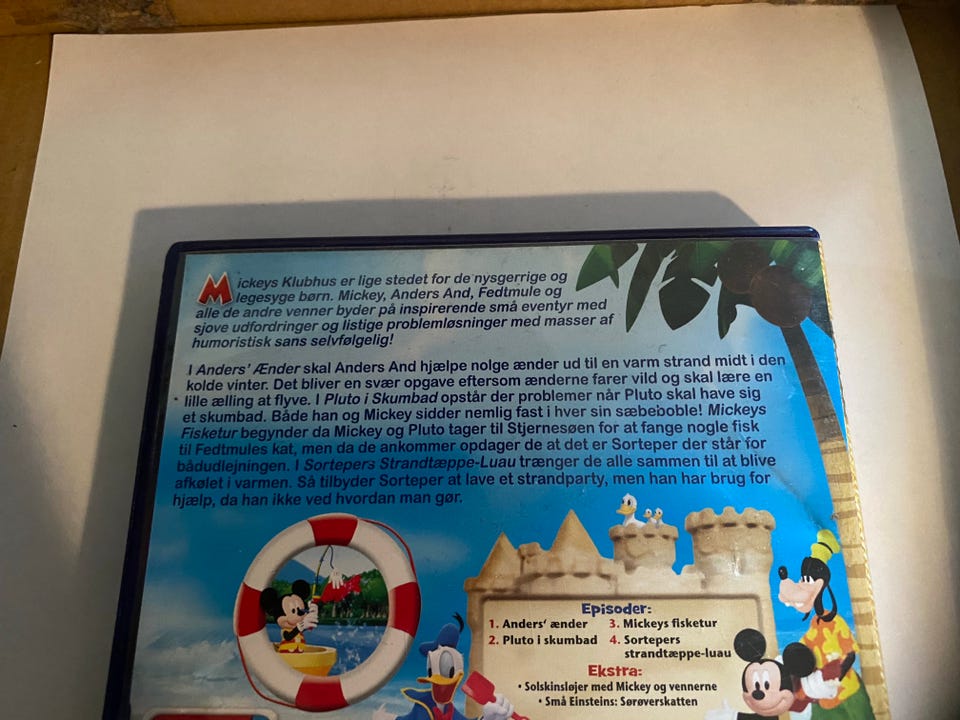 Mickeys Klubhus er lige stedet for de nysgerrige og
legesyge børn. Mickey, Anders And, Fedtmule og
alle de andre venner byder på inspirerende små eventyr med
sjove udfordringer og listige problemløsninger med masser af
humoristisk sans selvfølgelig!
I Anders' Ænder skal Anders And hjælpe nolge ænder ud til en varm strand midt i den
kolde vinter. Det bliver en svær opgave eftersom ænderne farer vild og skal lære en
lille ælling at flyve. I Pluto i Skumbad opstår der problemer når Pluto skal have sig
et skumbad. Både han og Mickey sidder nemlig fast i hver sin sæbeboble! Mickeys
Fisketur begynder da Mickey og Pluto tager til Stjernesøen for at fange nogle fisk
til Fedtmules kat, men da de ankommer opdager de at det er Sorteper der står for
bådudlejningen. I Sortepers Strandtæppe-Luau trænger de alle sammen til at blive
afkølet i varmen. Så tilbyder Sorteper at lave et strandparty, men han har brug for
hjælp, da han ikke ved hvordan man gør.
Episoder:
1. Anders' ænder 3. Mickeys fisketur
2. Pluto i skumbad 4. Sortepers
strandtæppe-luau
Ekstra:
• Solskinsløjer med Mickey og vennerne
• Små Einsteins: Sørøverskatten